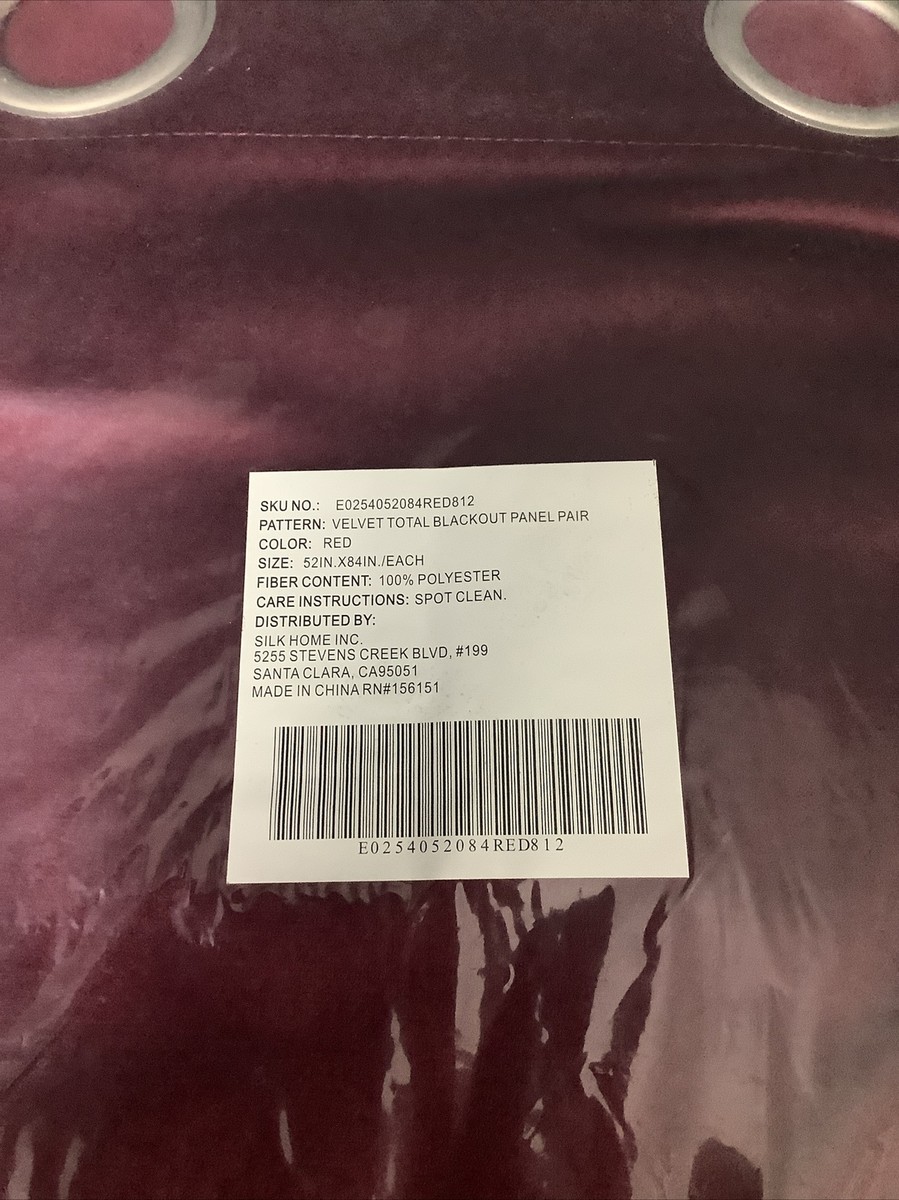 SKU NO.: E0254052084RED812
PATTERN: VELVET TOTAL BLACKOUT PANEL PAIR
COLOR: RED
SIZE: 52IN.X84IN./EACH
FIBER CONTENT: 100% POLYESTER
CARE INSTRUCTIONS: SPOT CLEAN.
DISTRIBUTED BY:
SILK HOME INC.
5255 STEVENS CREEK BLVD, #199
SANTA CLARA, CA95051
MADE IN CHINA RN#156151
E0254052084RED812